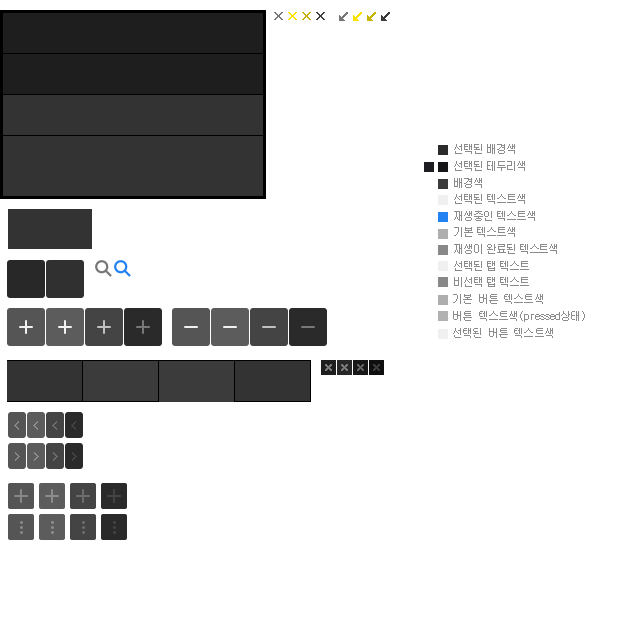 선택된 배경색
선택된 테두리색
배경색
선택된 텍스트색
재생중인 텍스트색
기본 텍스트색
재생이 완료된 텍스트색
선택된 탭 텍스트
비선택 탭 텍스트
기본 버튼 텍스트색
버튼 텍스트색(pressed상태)
선택된 버튼 텍스트색